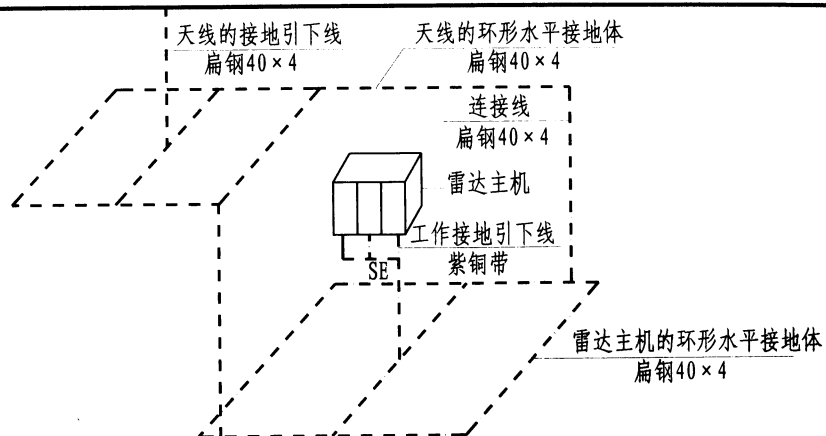 天线的接地引下线
扁钢40×4
天线的环形水平接地体
扁钢40×4
连接线
扁钢40×4
雷达主机
工作接地引下线
紫铜带
SE
雷达主机的环形水平接地体
扁钢40×4